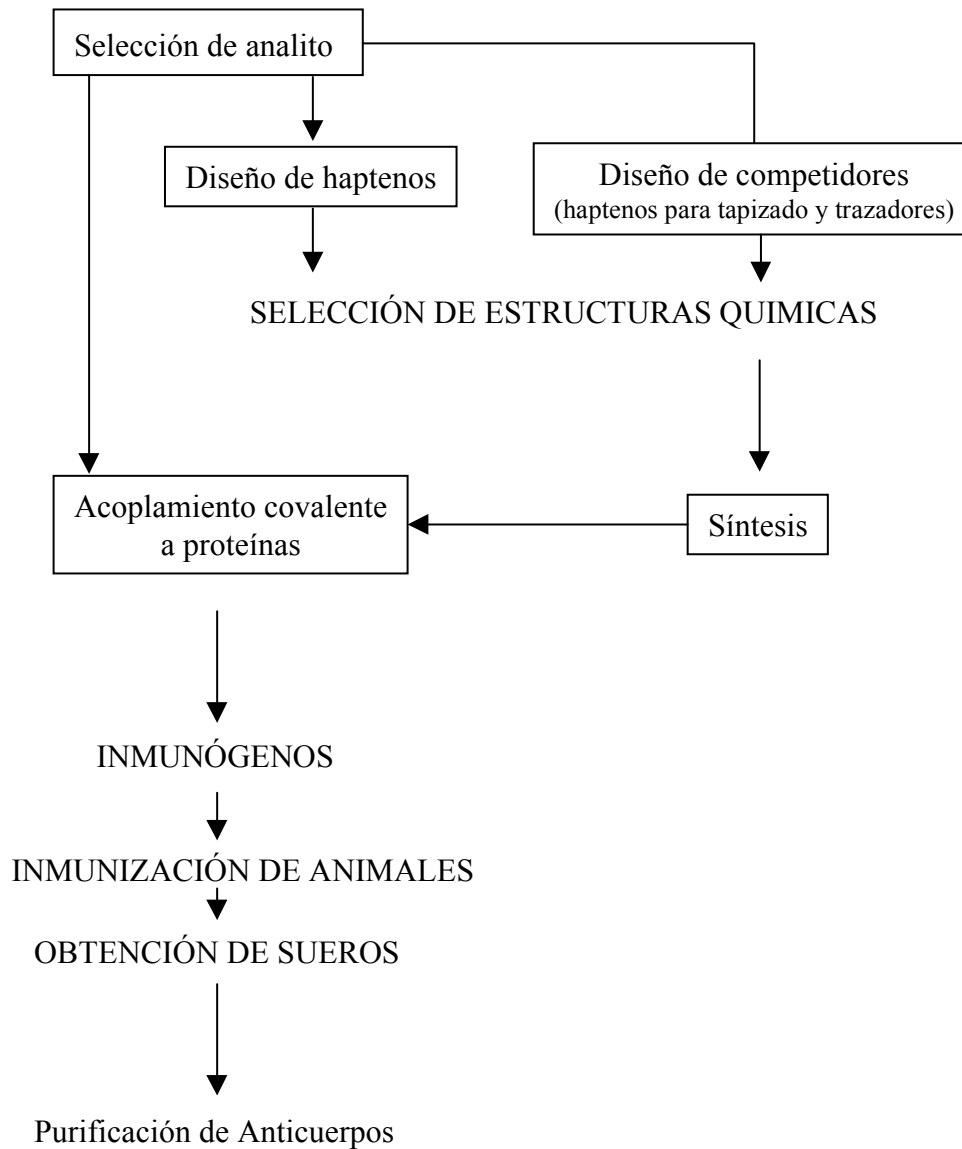 Selección de analito
Diseño de haptenos
Diseño de competidores
(haptenos para tapizado y trazadores)
SELECCIÓN DE ESTRUCTURAS QUIMICAS
Acoplamiento covalente
a proteínas
Síntesis
INMUNÓGENOS
INMUNIZACIÓN DE ANIMALES
OBTENCIÓN DE SUEROS
Purificación de Anticuerpos